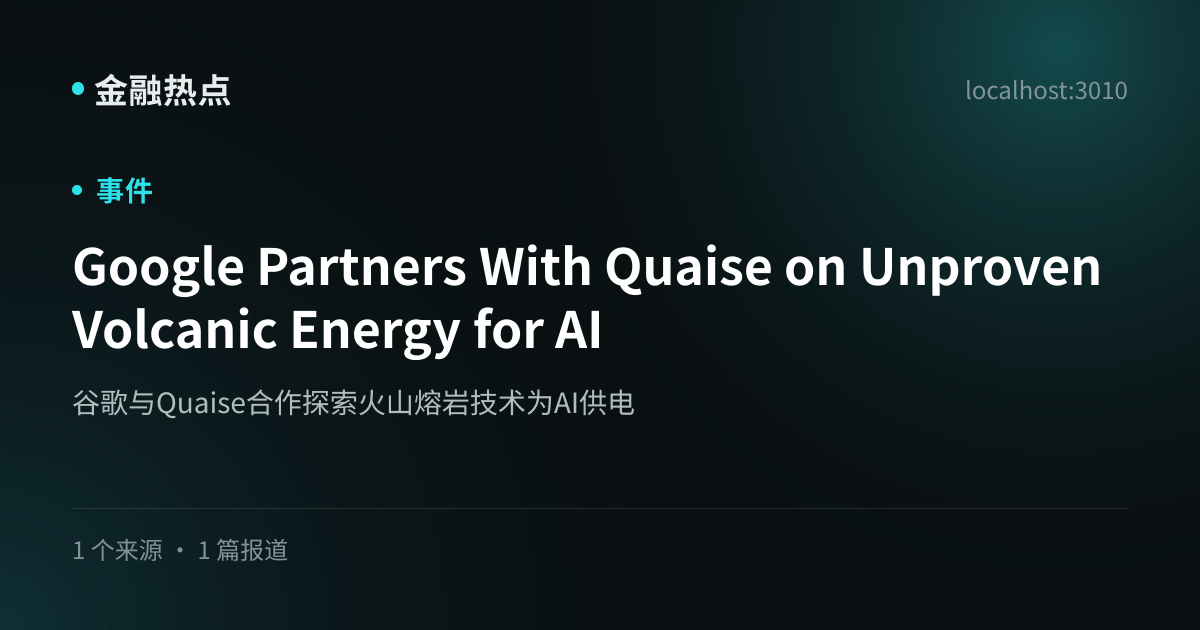 金融热点
localhost:3010
事件
Google Partners With Quaise on Unproven
Volcanic Energy for AI
谷歌与Quaise合作探索火山熔岩技术为AI供电
1 个来源 · 1 篇报道